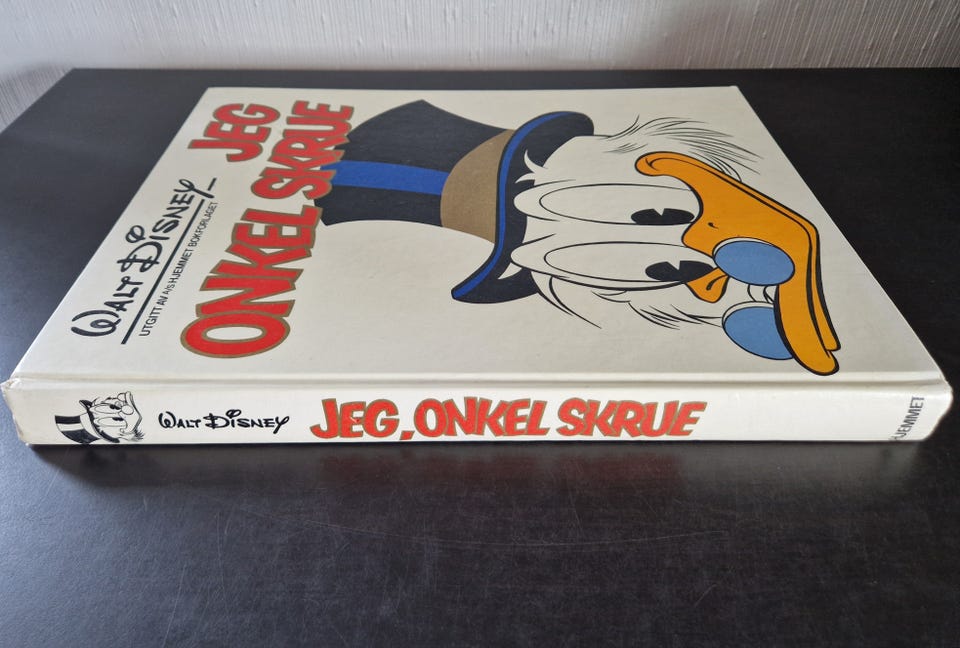 WALT DISNEY
UTGITT AV A/S HJEMMET BOKFORLAGET
JEG
ONKEL SKRUE
WALT DISNEY JEG, ONKEL SKRUE HJEMMET